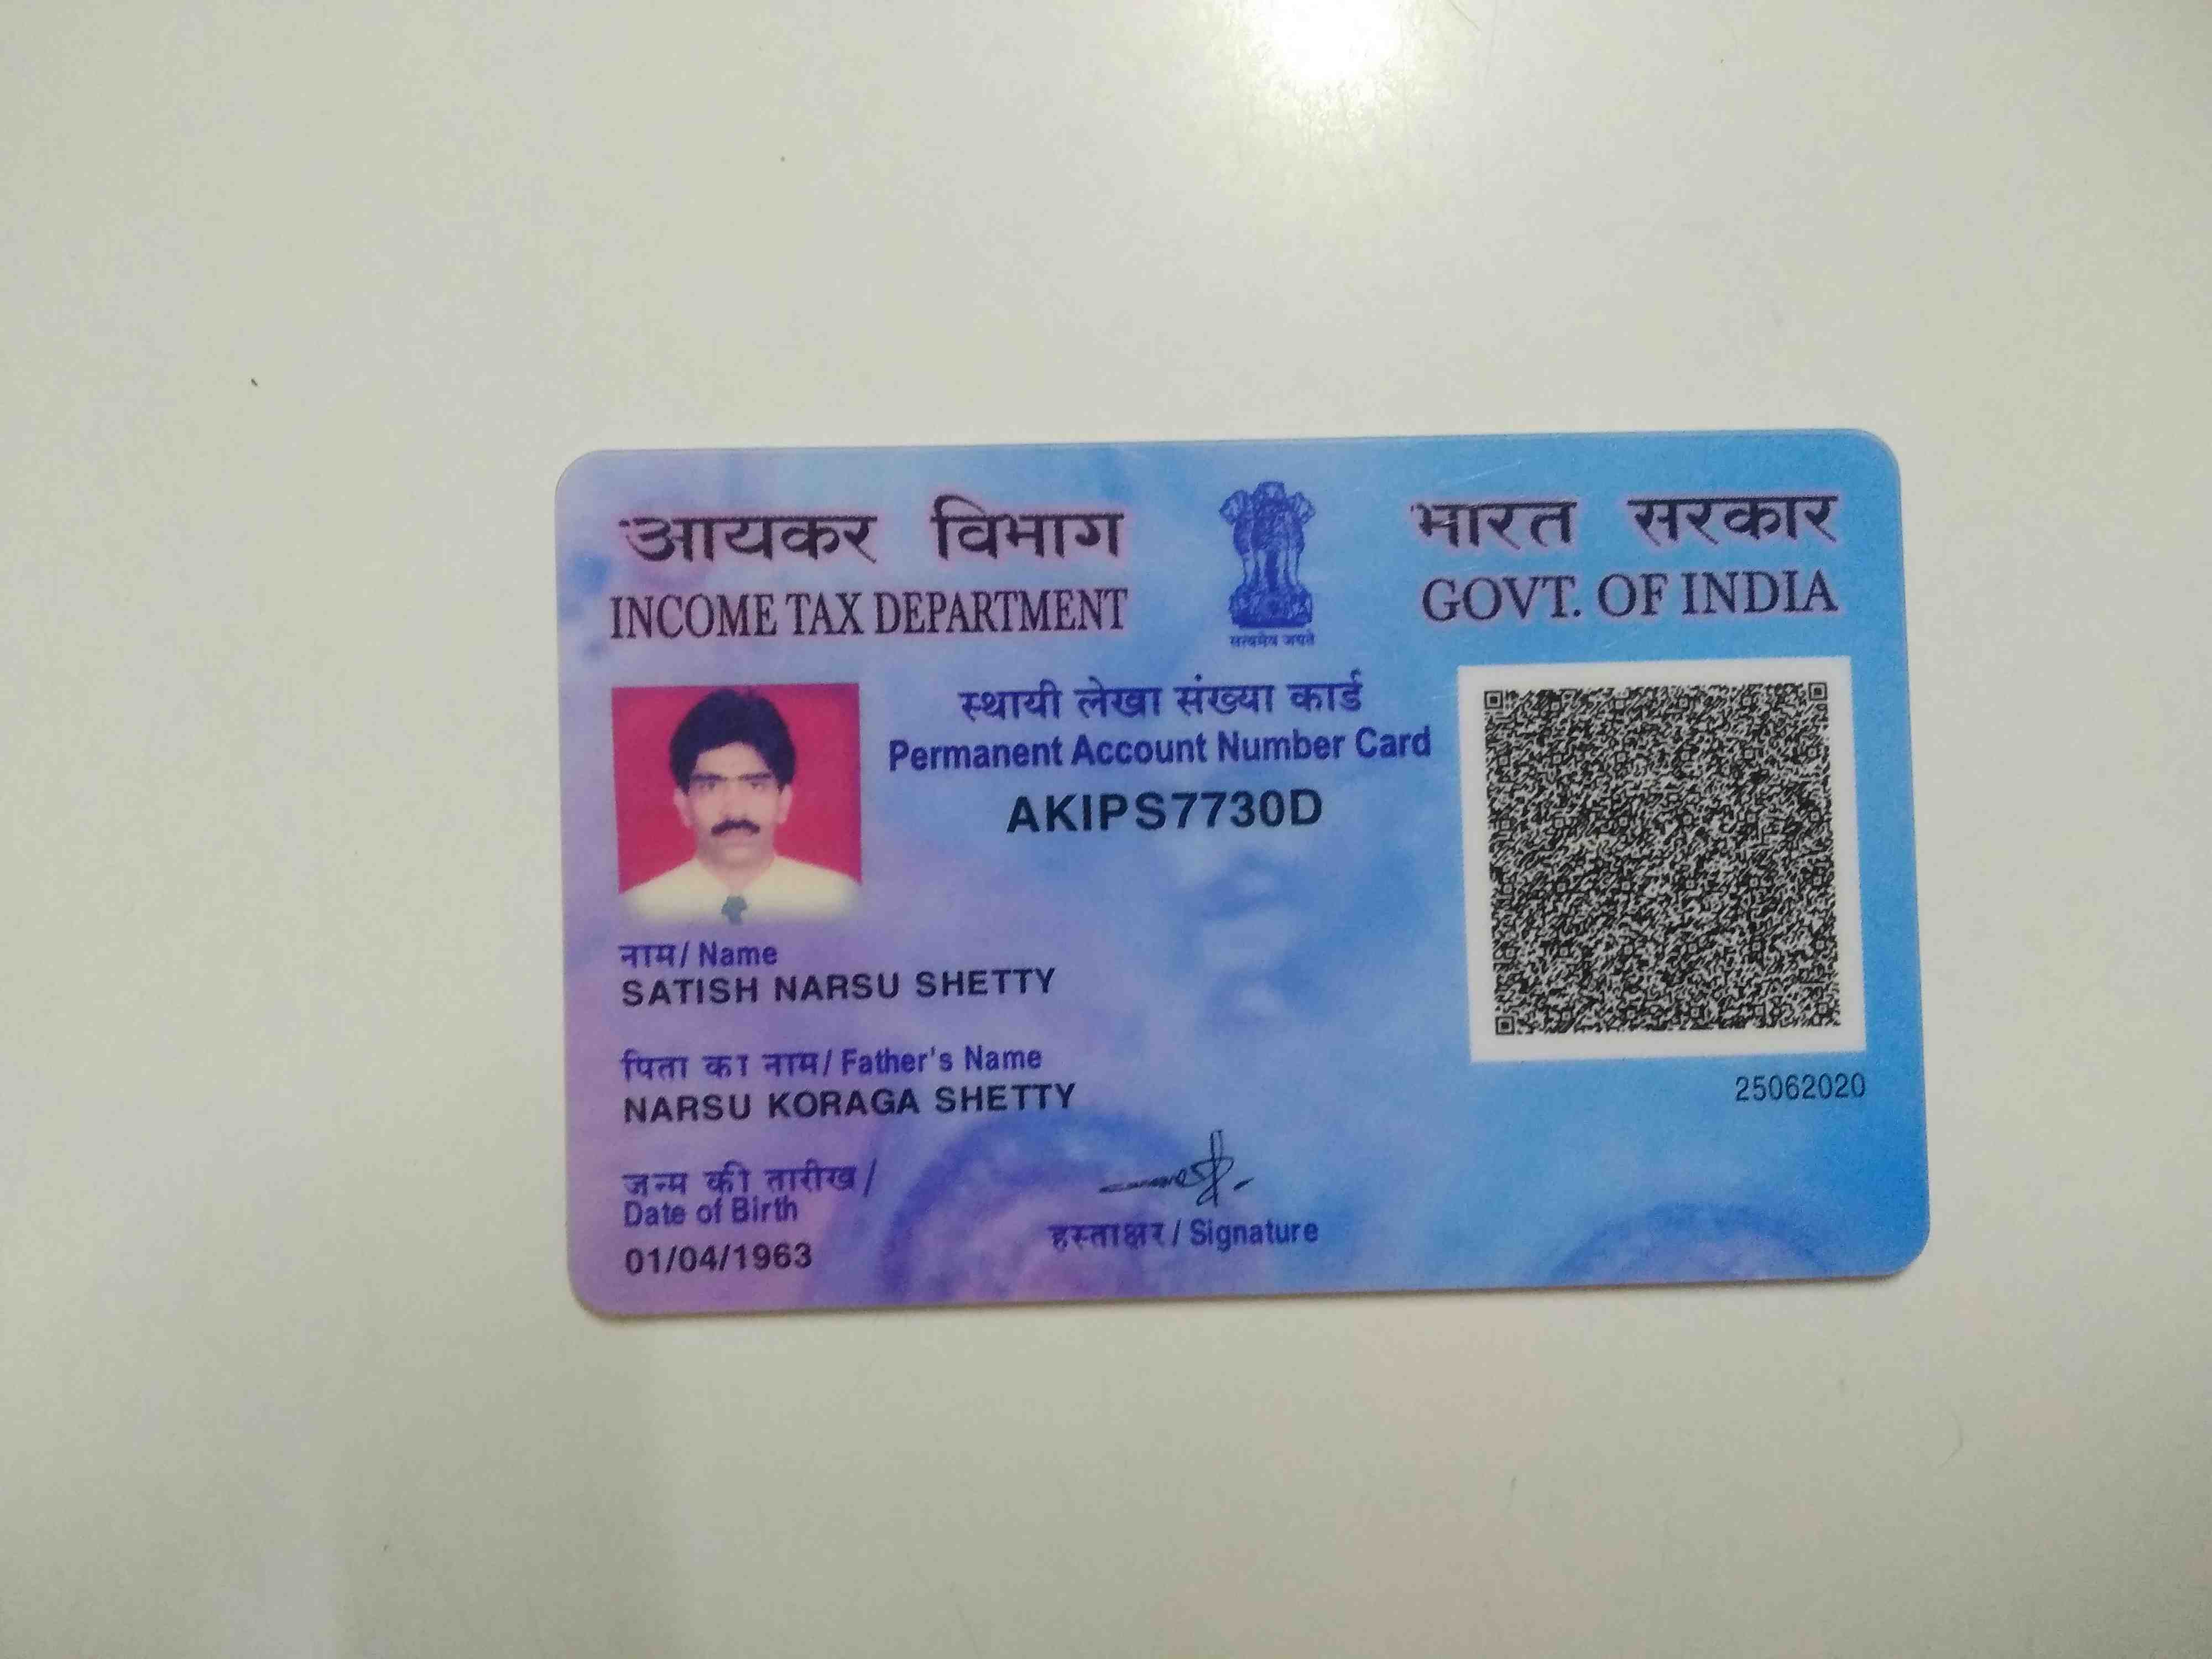 आयकर विभाग
INCOME TAX DEPARTMENT
सत्यमेव जयते
भारत सरकार
GOVT. OF INDIA
स्थायी लेखा संख्या कार्ड
Permanent Account Number Card
AKIPS7730D
नाम/ Name
SATISH NARSU SHETTY
पिता का नाम/ Father's Name
NARSU KORAGA SHETTY
जन्म की तारीख/
Date of Birth
01/04/1963
हस्ताक्षर/ Signature
25062020